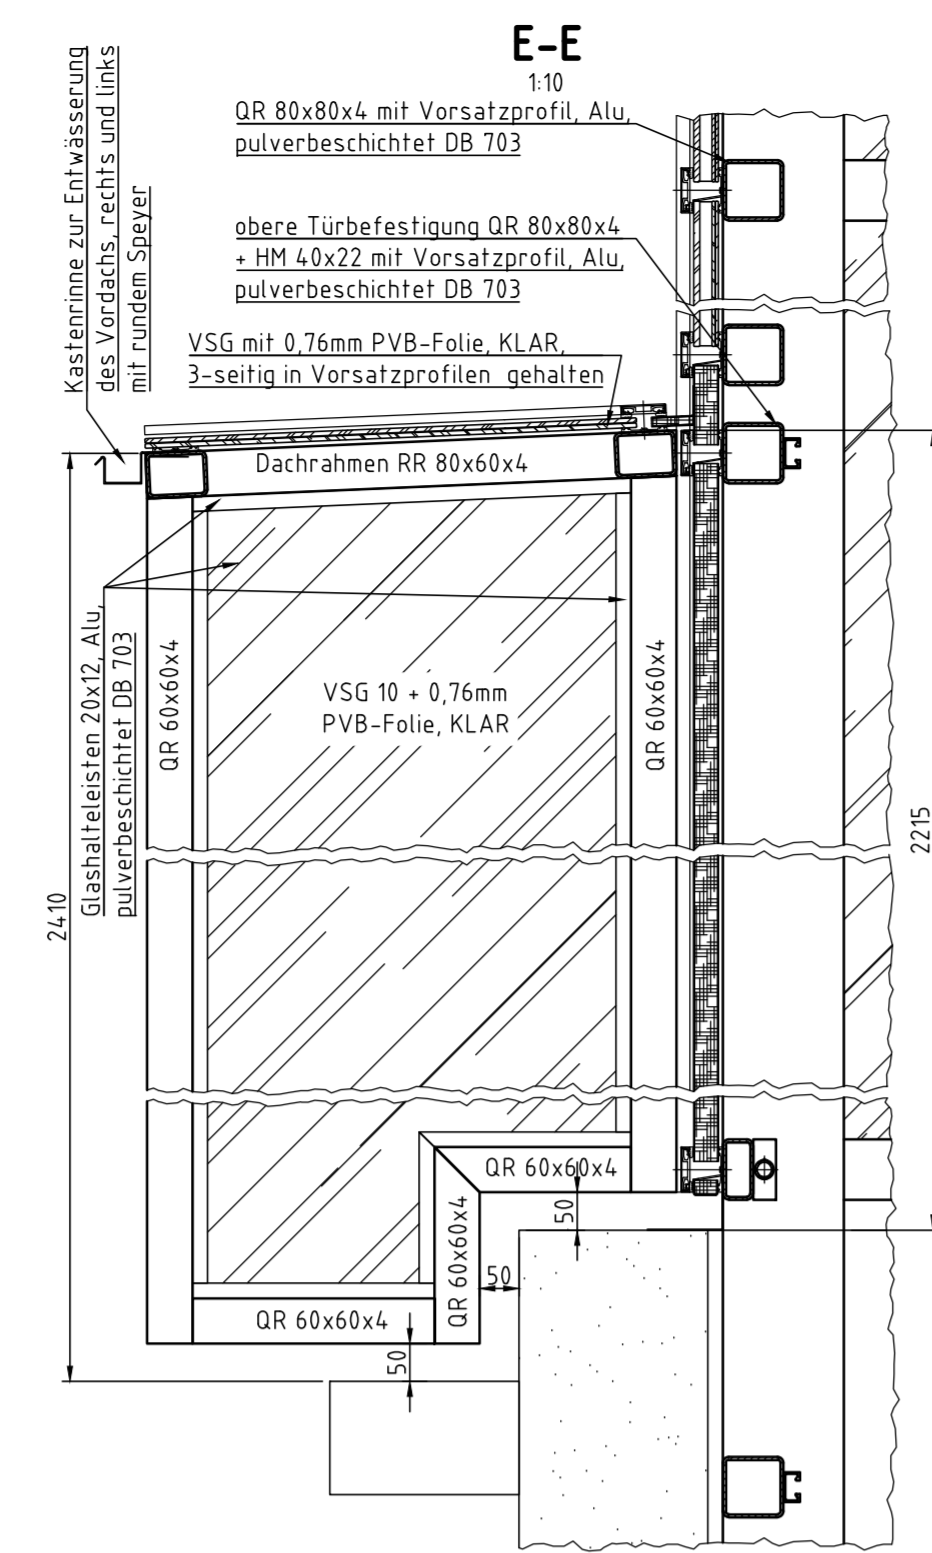 E-E
1:10
Kastenrinne zur Entwässerung
des Vordachs, rechts und links
mit rundem Speyer
QR 80x80x4 mit Vorsatzprofil, Alu,
pulverbeschichtet DB 703
obere Türbefestigung QR 80x80x4
+ HM 40x22 mit Vorsatzprofil, Alu,
pulverbeschichtet DB 703
VSG mit 0,76mm PVB-Folie, KLAR,
3-seitig in Vorsatzprofilen gehalten
Dachrahmen RR 80x60x4
Glashalteleisten 20x12, Alu,
pulverbeschichtet DB 703
QR 60x60x4
VSG 10 + 0,76mm
PVB-Folie, KLAR
QR 60x60x4
2215
2410
QR 60x60x4
50
QR 60x60x4
50
QR 60x60x4
50